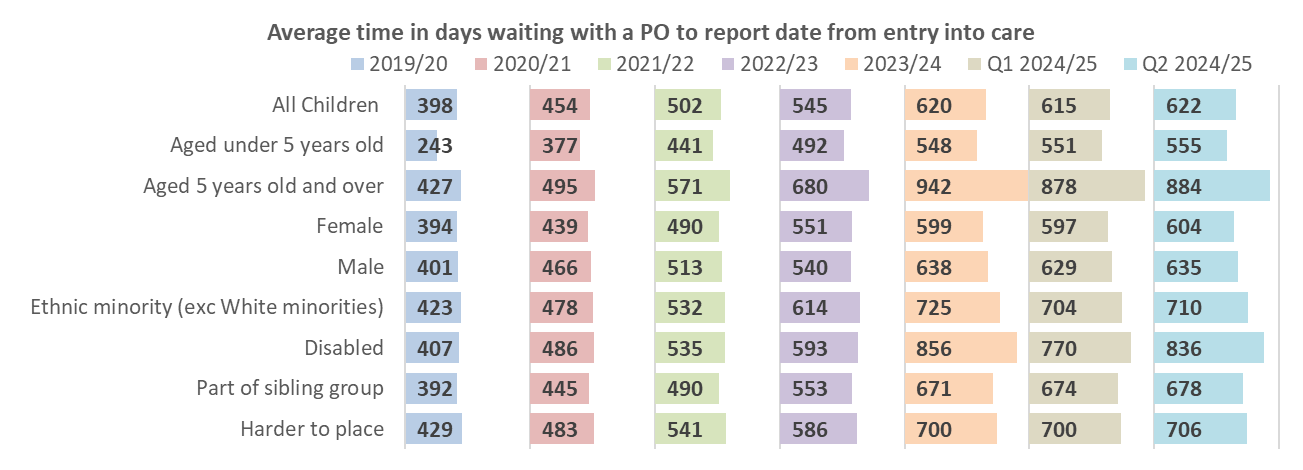 Average time in days waiting with a PO to report date from entry into care
2019/20 2020/21 2021/22 2022/23 2023/24 Q1 2024/25 Q2 2024/25
All Children 398 454 502 545 620 615 622
Aged under 5 years old 243 377 441 492 548 551 555
Aged 5 years old and over 427 495 571 680 942 878 884
Female 394 439 490 551 599 597 604
Male 401 466 513 540 638 629 635
Ethnic minority (exc White minorities) 423 478 532 614 725 704 710
Disabled 407 486 535 593 856 770 836
Part of sibling group 392 445 490 553 671 674 678
Harder to place 429 483 541 586 700 700 706